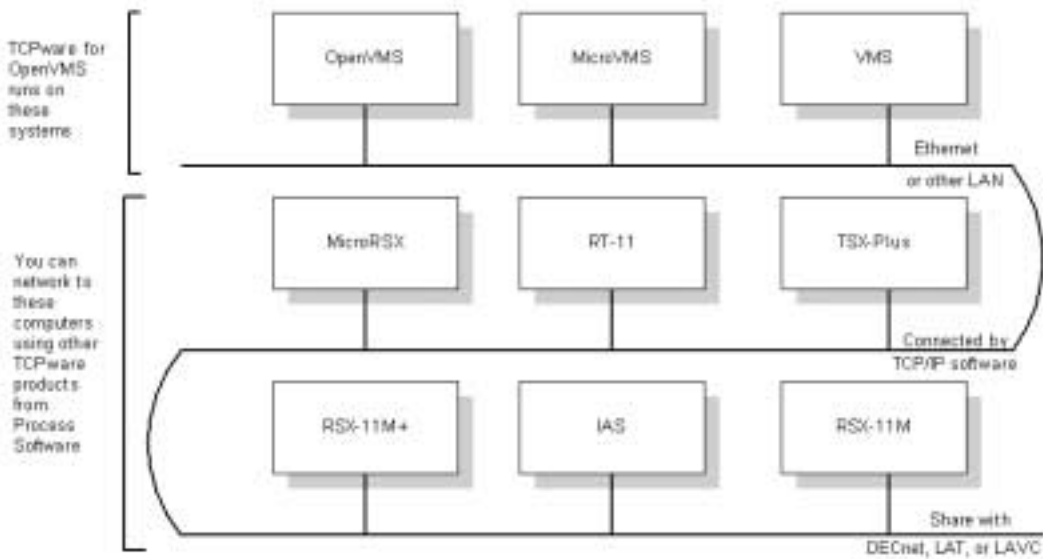 TCPware for
OpenVMS
runs on
these
systems
OpenVMS
MicroVMS
VMS
Ethernet
or other LAN
You can
network to
these
computers
using other
TCPware
products
from
Process
Software
MicroRSX
RT-11
TSX-Plus
Connected by
TCP/IP software
RSX-11M+
IAS
RSX-11M
Share with
DECnet, LAT, or LAVC